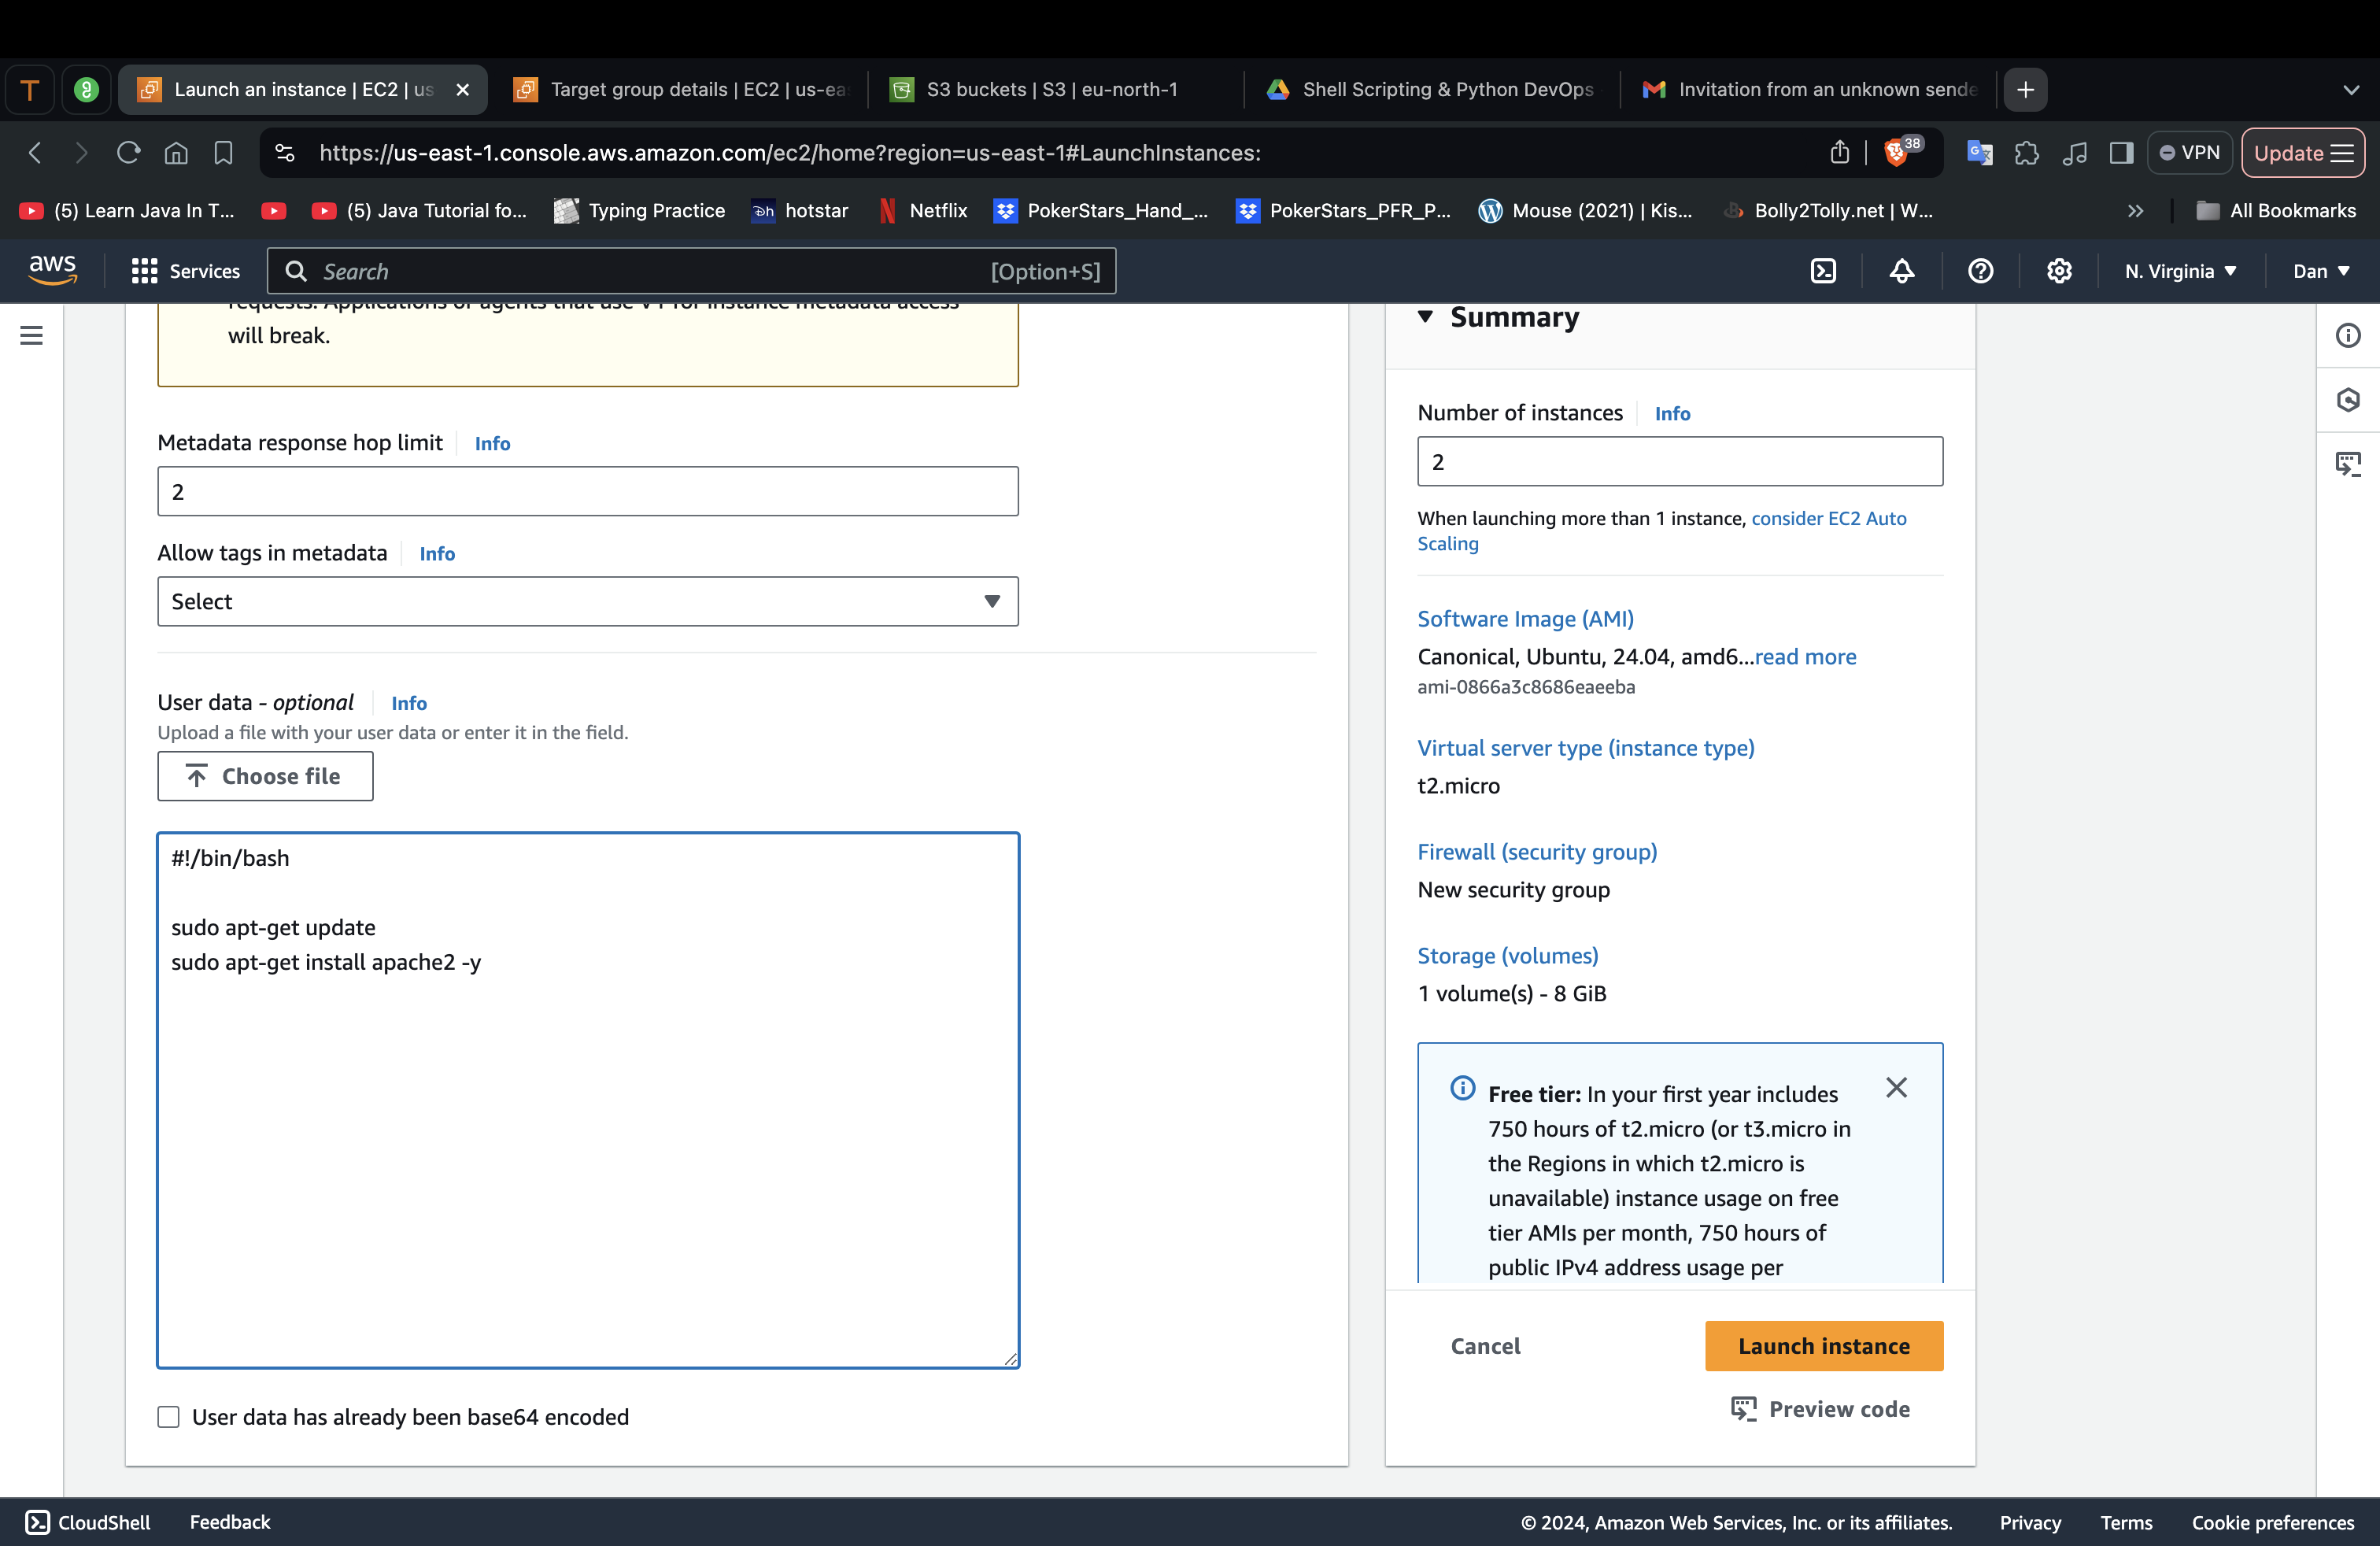 T
Launch an instance | EC2 | us
Target group details | EC2 | us-ea
S3 buckets | S3 | eu-north-1
Shell Scripting & Python DevOps
Invitation from an unknown sende
https://us-east-1.console.aws.amazon.com/ec2/home?region=us-east-1#LaunchInstances:
38
VPN
Update
(5) Learn Java In T...
(5) Java Tutorial fo...
Typing Practice
hotstar
Netflix
PokerStars_Hand_...
PokerStars_PFR_P...
Mouse (2021) | Kis...
Bolly2Tolly.net | W...
All Bookmarks
aws
Services
Search
[Option+S]
N. Virginia
Dan
requests. Applications or agents that use V1 for instance metadata access
will break.
Metadata response hop limit
Info
2
Allow tags in metadata
Info
Select
User data - optional
Info
Upload a file with your user data or enter it in the field.
Choose file
#!/bin/bash
sudo apt-get update
sudo apt-get install apache2 -y
User data has already been base64 encoded
Summary
Number of instances
Info
2
When launching more than 1 instance, consider EC2 Auto
Scaling
Software Image (AMI)
Canonical, Ubuntu, 24.04, amd6...read more
ami-0866a3c8686eaeeba
Virtual server type (instance type)
t2.micro
Firewall (security group)
New security group
Storage (volumes)
1 volume(s) - 8 GiB
Free tier: In your first year includes
750 hours of t2.micro (or t3.micro in
the Regions in which t2.micro is
unavailable) instance usage on free
tier AMIs per month, 750 hours of
public IPv4 address usage per
Cancel
Launch instance
Preview code
CloudShell
Feedback
© 2024, Amazon Web Services, Inc. or its affiliates.
Privacy
Terms
Cookie preferences